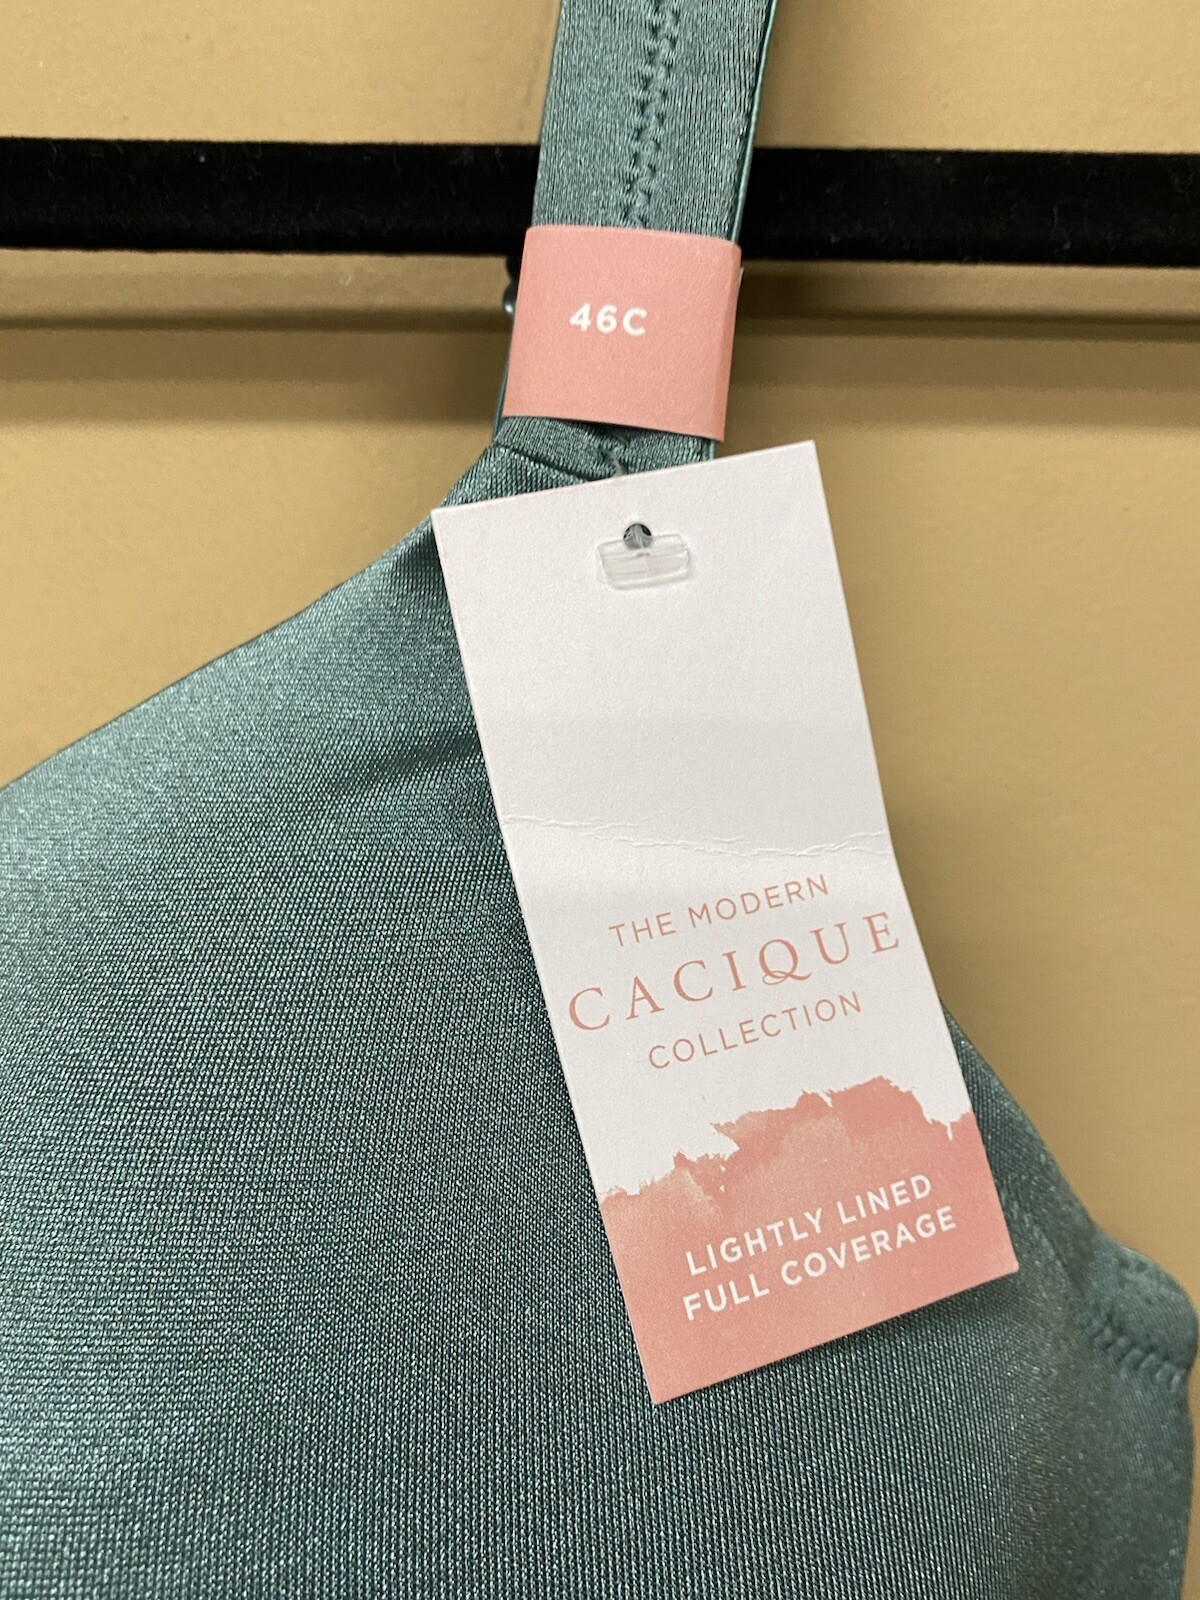 46C
THE MODERN
CACIQUE
COLLECTION
LIGHTLY LINED
FULL COVERAGE